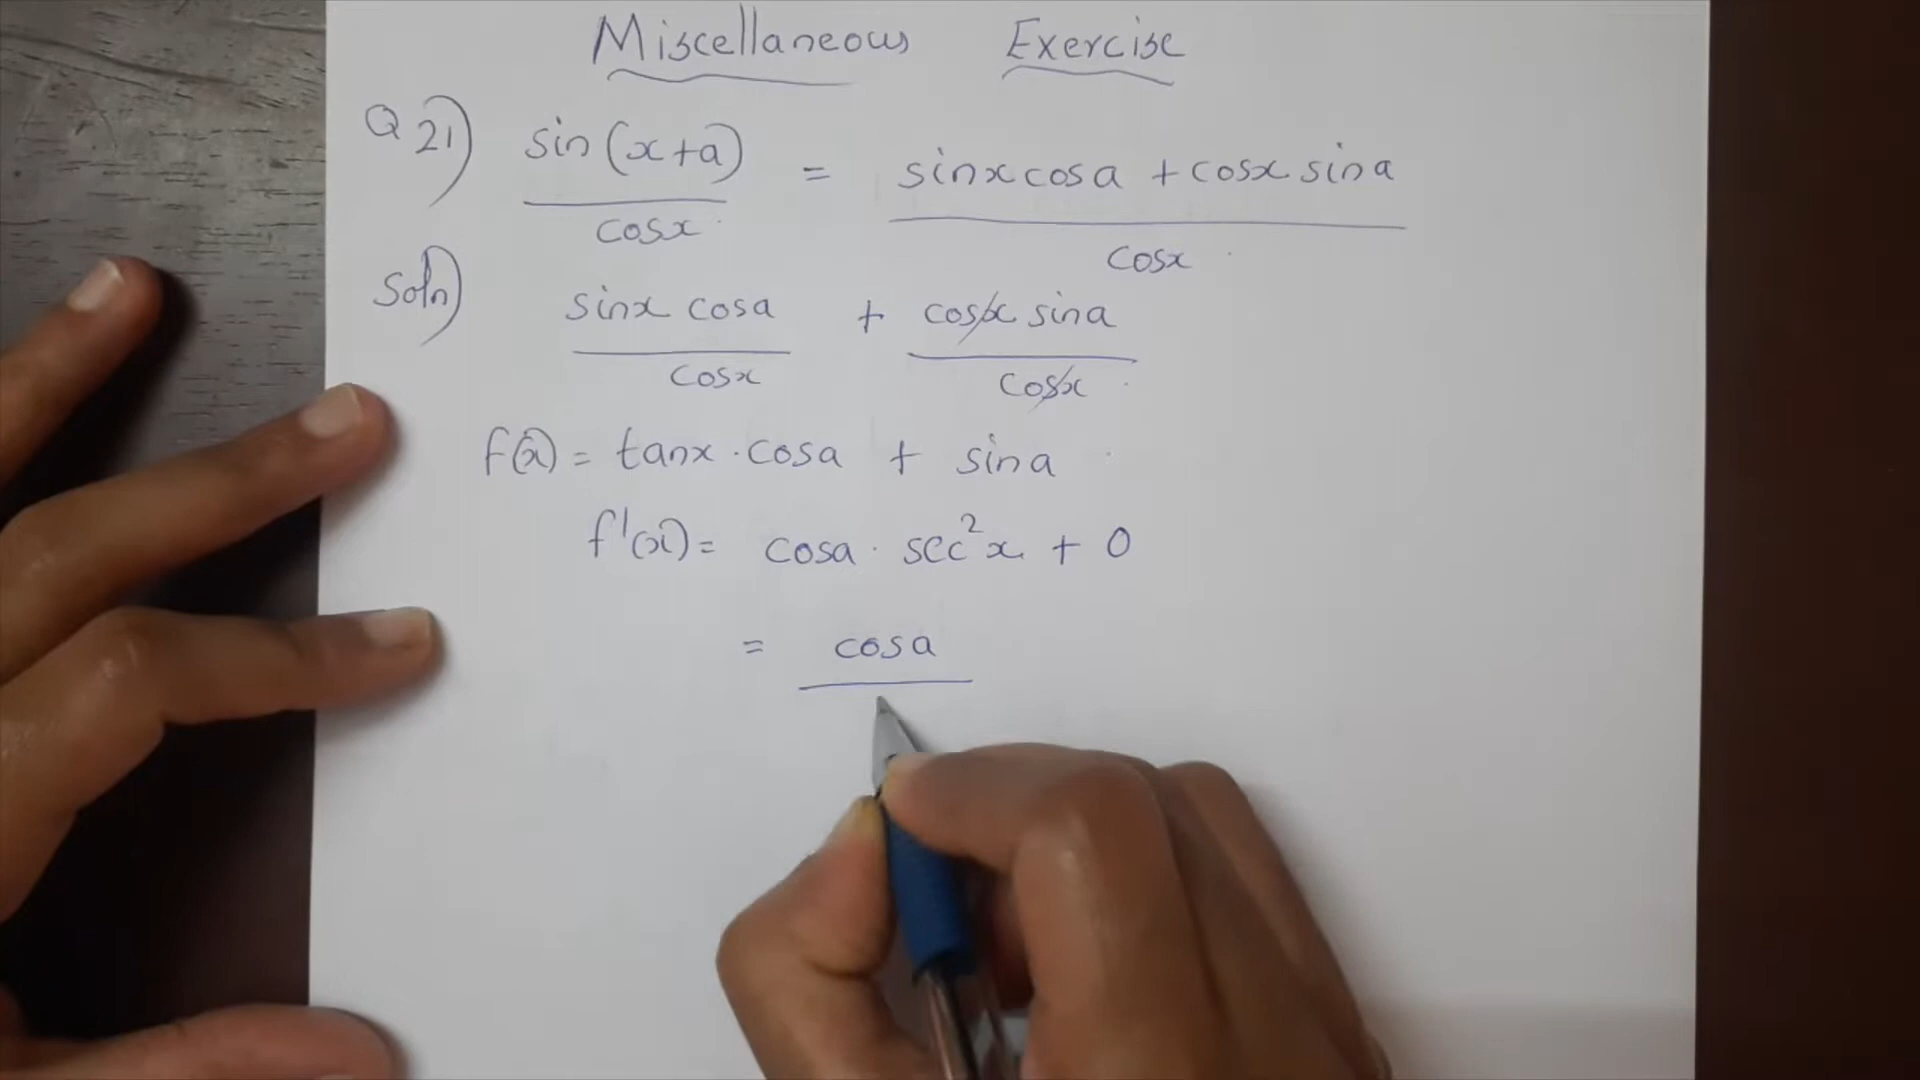 Miscellaneous Exercise
Q 21) sin(x+a)/cosx = sinx cosa + cosx sina/cosx
Soln) sinx cosa/cosx + cosx sina/cosx
f(x) = tanx · cosa + sina
f'(x) = cosa · sec²x + 0
= cosa